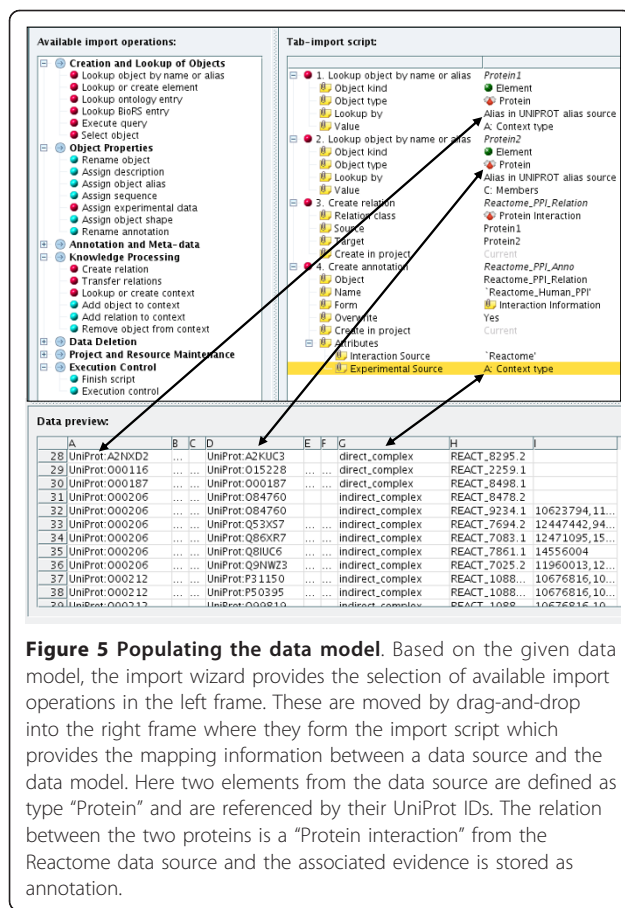 Available import operations:
Creation and Lookup of Objects
Lookup object by name or alias
Lookup or create element
Lookup ontology entry
Lookup BioRS entry
Execute query
Select object
Object Properties
Rename object
Assign description
Assign object alias
Assign sequence
Assign experimental data
Assign object shape
Rename annotation
Annotation and Meta-data
Knowledge Processing
Create relation
Transfer relations
Lookup or create context
Add object to context
Add relation to context
Remove object from context
Data Deletion
Project and Resource Maintenance
Execution Control
Finish script
Execution control
Tab-import script:
1. Lookup object by name or alias Protein1
Object kind Element
Object type Protein
Lookup by Alias in UNIPROT alias source
Value A: Context type
2. Lookup object by name or alias Protein2
Object kind Element
Object type Protein
Lookup by Alias in UNIPROT alias source
Value C: Members
3. Create relation Reactome_PPI_Relation
Relation class Protein Interaction
Source Protein1
Target Protein2
Create in project Current
4. Create annotation Reactome_PPI_Anno
Object Reactome_PPI_Relation
Name `Reactome_Human_PPI'
Form Interaction Information
Overwrite Yes
Create in project Current
Attributes
Interaction Source `Reactome'
Experimental Source A: Context type
Data preview:
A B C D E F G H I
28 UniProt:A2NXD2 ... UniProt:A2KUC3 direct_complex REACT_8295.2
29 UniProt:O00116 ... ... UniProt:O15228 ... ... direct_complex REACT_2259.1
30 UniProt:O00187 ... ... UniProt:O00187 ... ... direct_complex REACT_8498.1
31 UniProt:O00206 ... ... UniProt:O84760 indirect_complex REACT_8478.2
32 UniProt:O00206 ... ... UniProt:O84760 indirect_complex REACT_9234.1 10623794,11...
33 UniProt:O00206 ... ... UniProt:Q53XS7 ... ... indirect_complex REACT_7694.2 12447442,94...
34 UniProt:O00206 ... ... UniProt:Q86XR7 ... ... indirect_complex REACT_7083.1 12471095,15...
35 UniProt:O00206 ... ... UniProt:Q8IUC6 ... ... indirect_complex REACT_7861.1 14556004
36 UniProt:O00206 ... ... UniProt:Q9NWZ3 ... ... indirect_complex REACT_7025.2 11960013,12...
37 UniProt:O00212 ... ... UniProt:P31150 ... ... indirect_complex REACT_1088... 10676816,10...
38 UniProt:O00212 ... ... UniProt:P50395 ... ... indirect_complex REACT_1088... 10676816,10...
39 UniProt:O00212 ... ... UniProt:O99819 ... ... indirect_complex REACT_1088... 10676816,10...
Figure 5 Populating the data model. Based on the given data
model, the import wizard provides the selection of available import
operations in the left frame. These are moved by drag-and-drop
into the right frame where they form the import script which
provides the mapping information between a data source and the
data model. Here two elements from the data source are defined as
type “Protein” and are referenced by their UniProt IDs. The relation
between the two proteins is a “Protein interaction” from the
Reactome data source and the associated evidence is stored as
annotation.